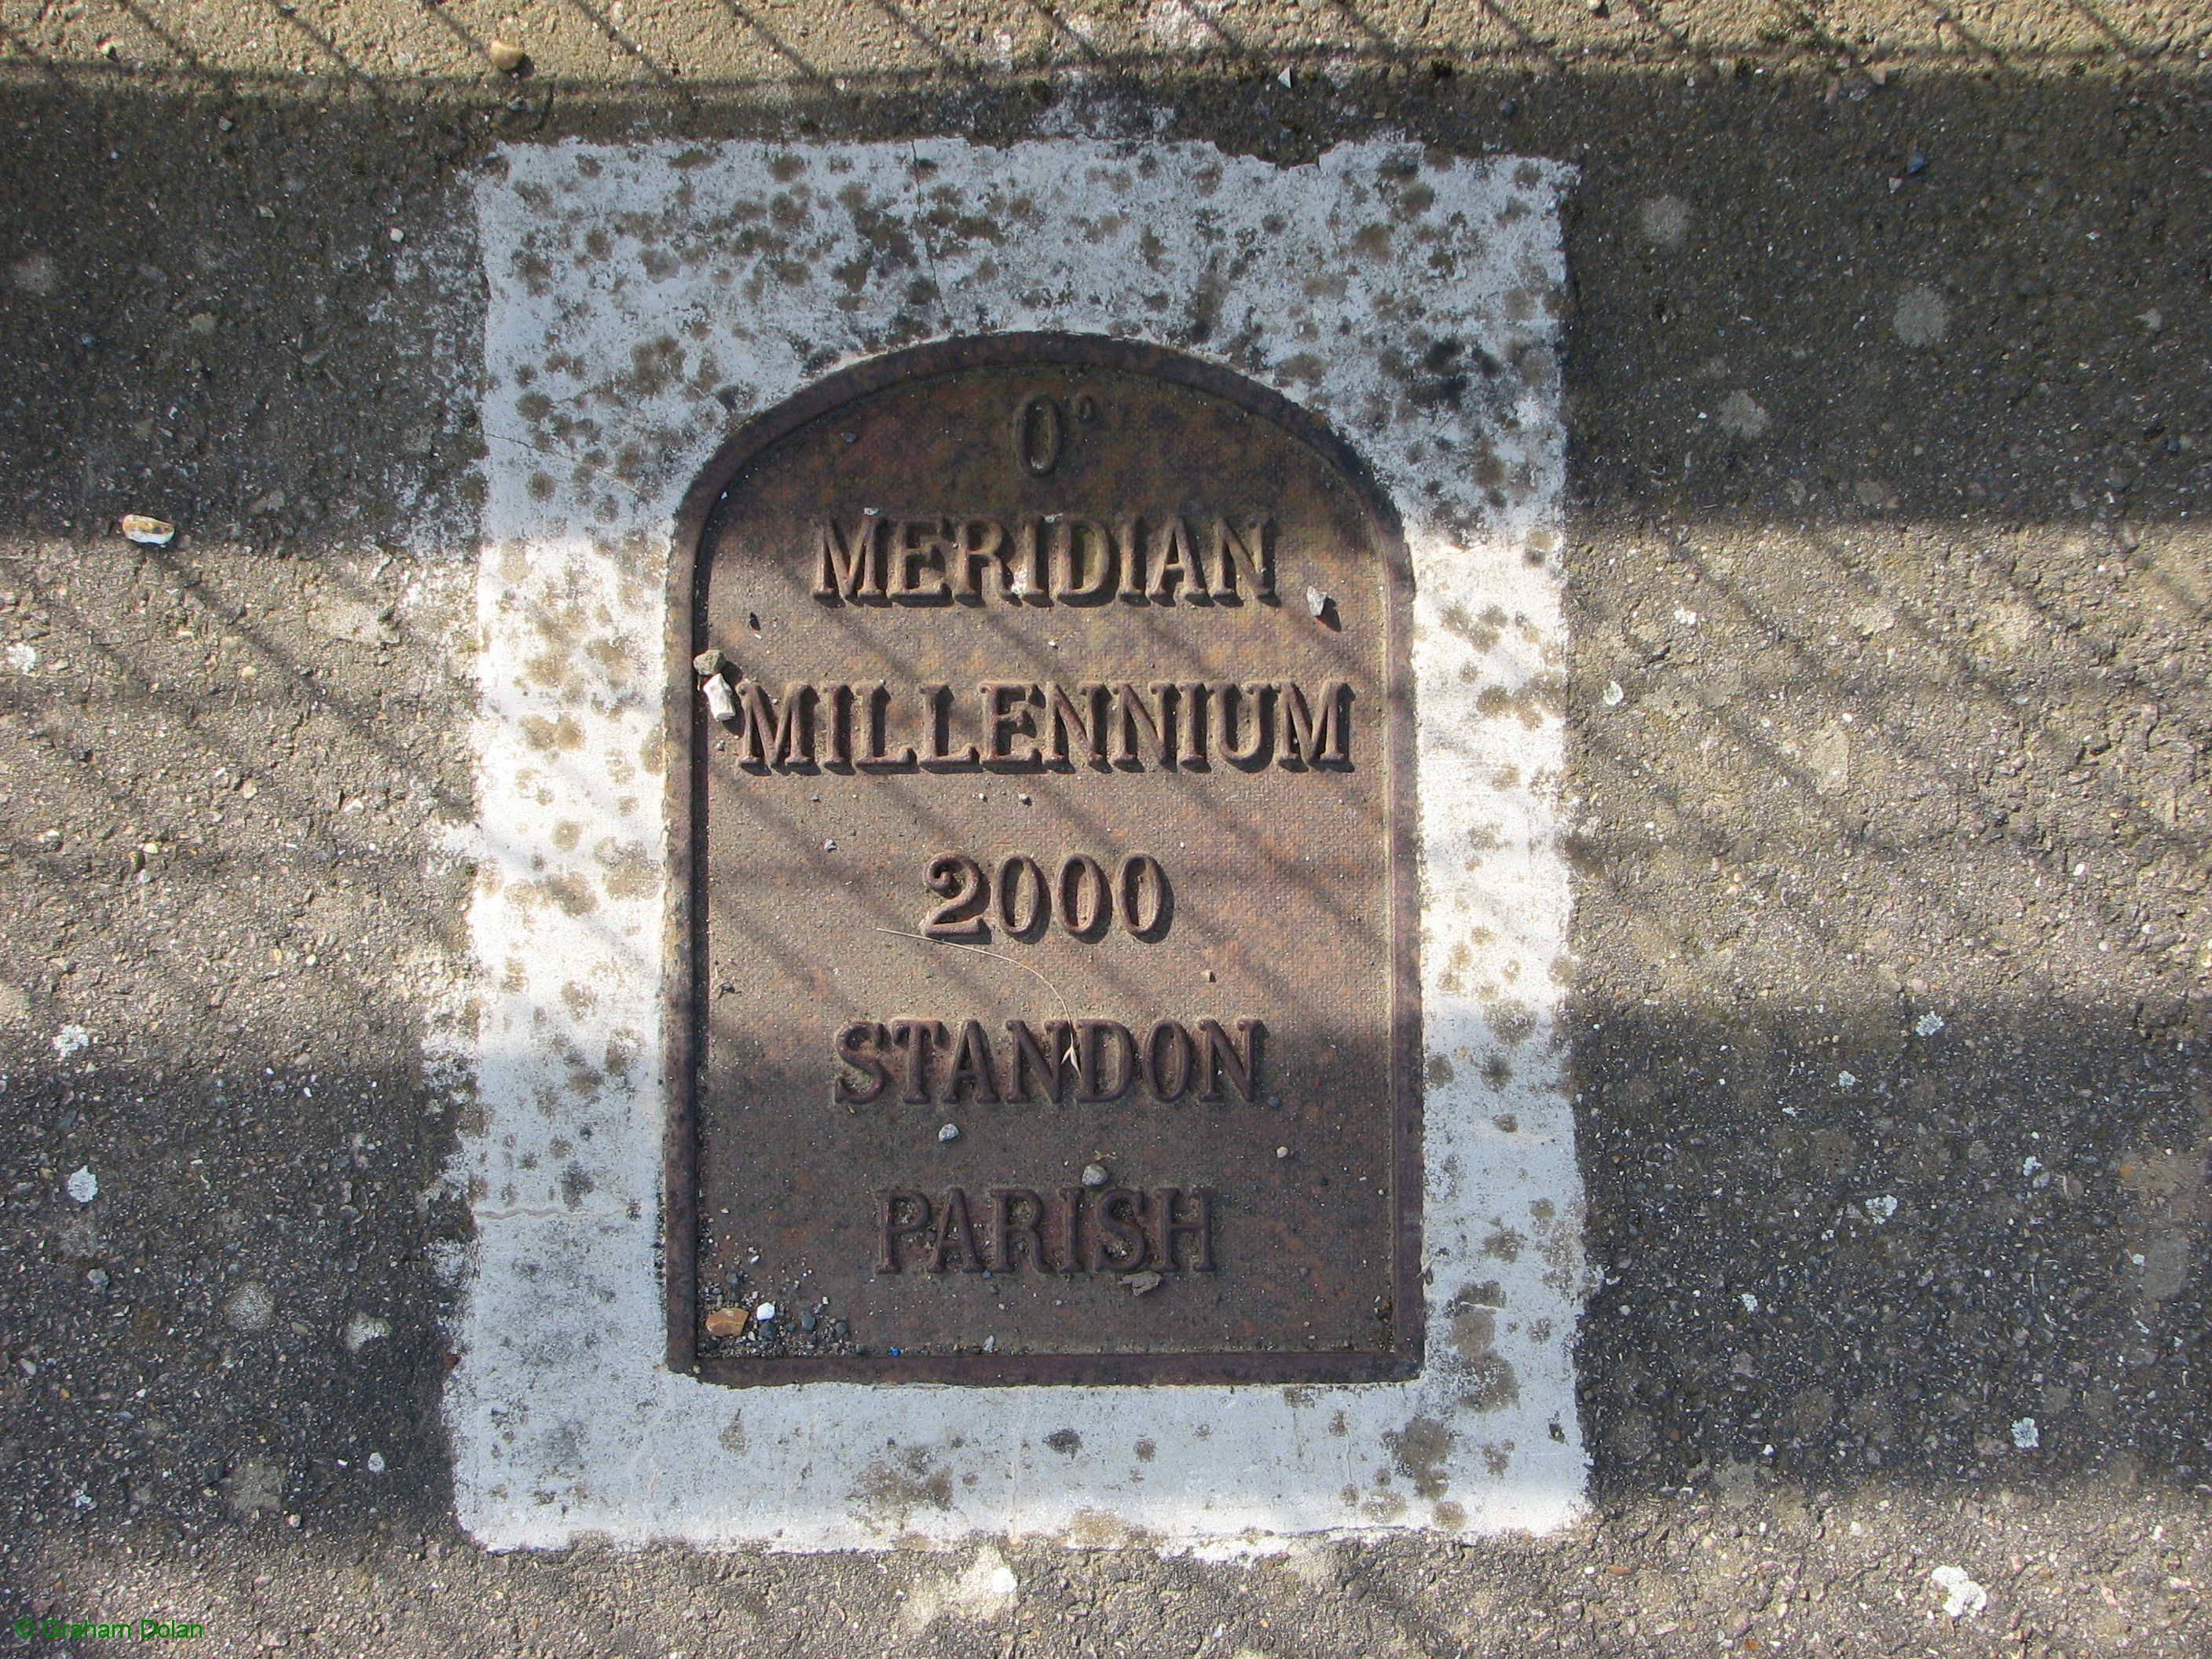 0°
MERIDIAN
MILLENNIUM
2000
STANDON
PARISH
© Graham Dolan